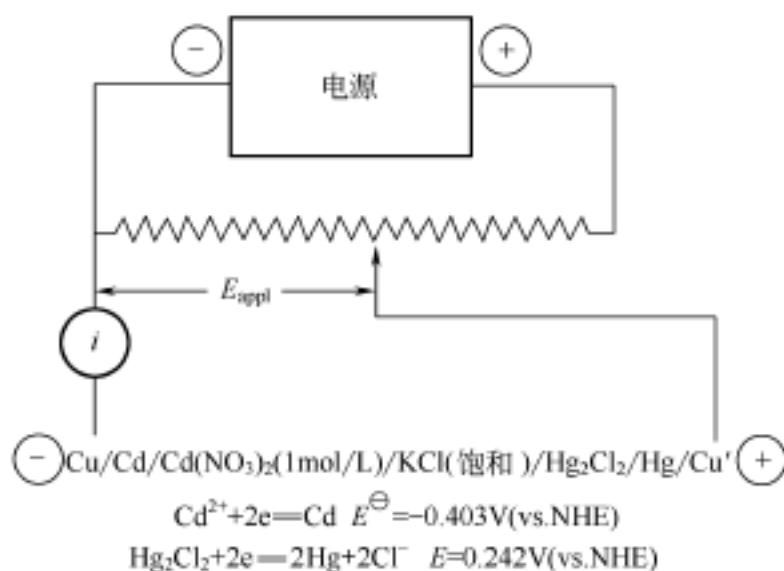 − 电源 +
E_appl
i
− Cu/Cd/Cd(NO₃)₂(1mol/L)/KCl(饱和)/Hg₂Cl₂/Hg/Cu′ +
Cd²⁺+2e═Cd E^⊖=−0.403V(vs.NHE)
Hg₂Cl₂+2e═2Hg+2Cl⁻ E=0.242V(vs.NHE)